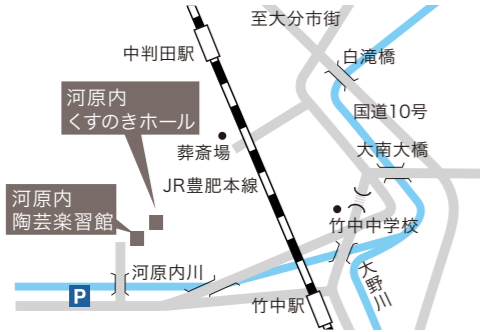 至大分市街
中判田駅
白滝橋
河原内
くすのきホール
国道10号
葬斎場
大南大橋
JR豊肥本線
河原内
陶芸楽習館
竹中中学校
河原内川
大野川
P
竹中駅